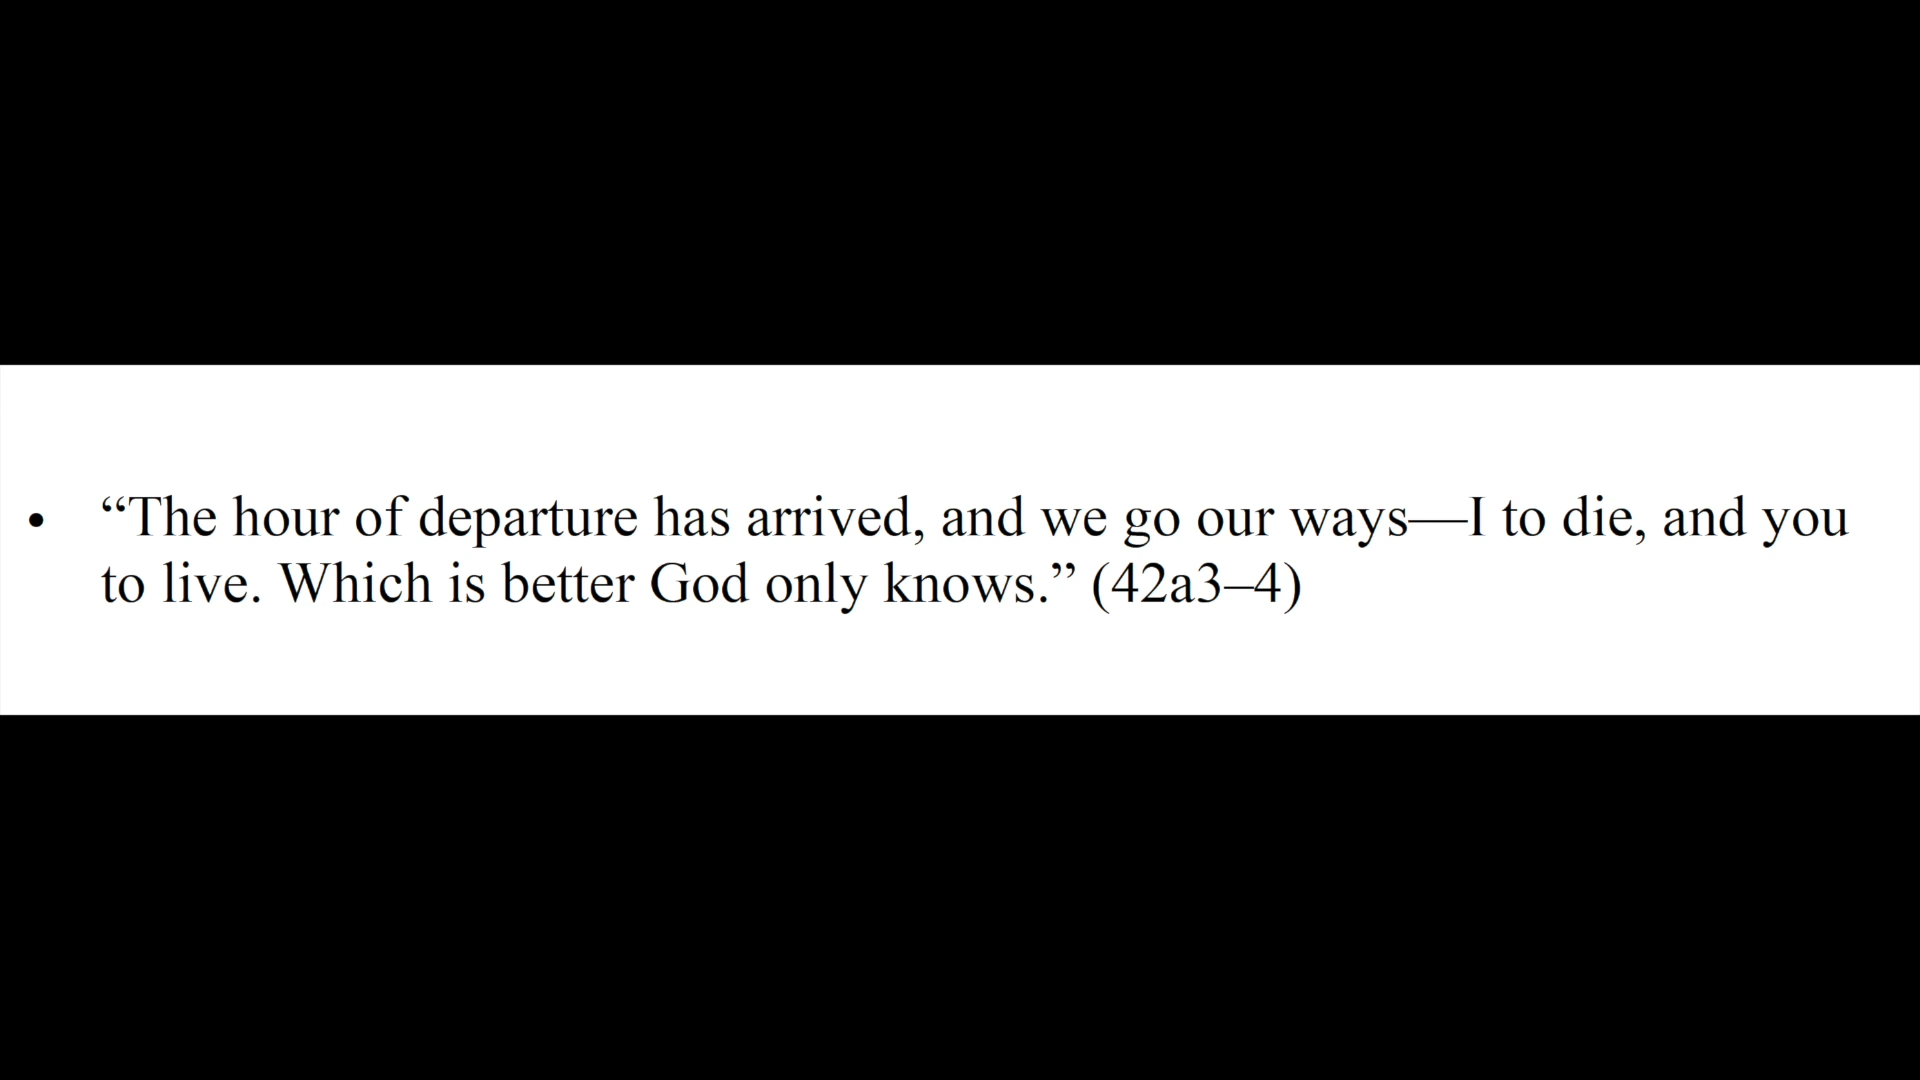 • “The hour of departure has arrived, and we go our ways—I to die, and you
to live. Which is better God only knows.” (42a3–4)